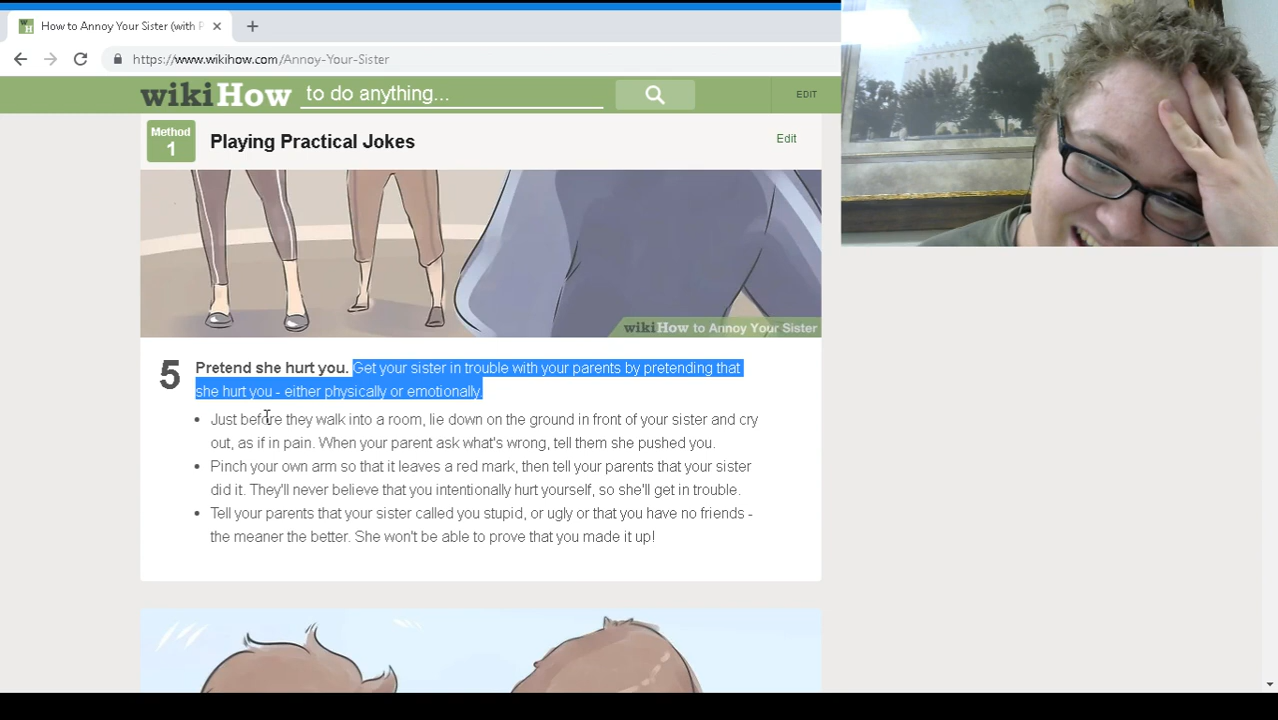 How to Annoy Your Sister (with P
https://www.wikihow.com/Annoy-Your-Sister
wikiHow to do anything...
EDIT
Method
1
Playing Practical Jokes
Edit
wikiHow to Annoy Your Sister
5
Pretend she hurt you. Get your sister in trouble with your parents by pretending that
she hurt you - either physically or emotionally.
• Just before they walk into a room, lie down on the ground in front of your sister and cry
out, as if in pain. When your parent ask what's wrong, tell them she pushed you.
• Pinch your own arm so that it leaves a red mark, then tell your parents that your sister
did it. They'll never believe that you intentionally hurt yourself, so she'll get in trouble.
• Tell your parents that your sister called you stupid, or ugly or that you have no friends -
the meaner the better. She won't be able to prove that you made it up!